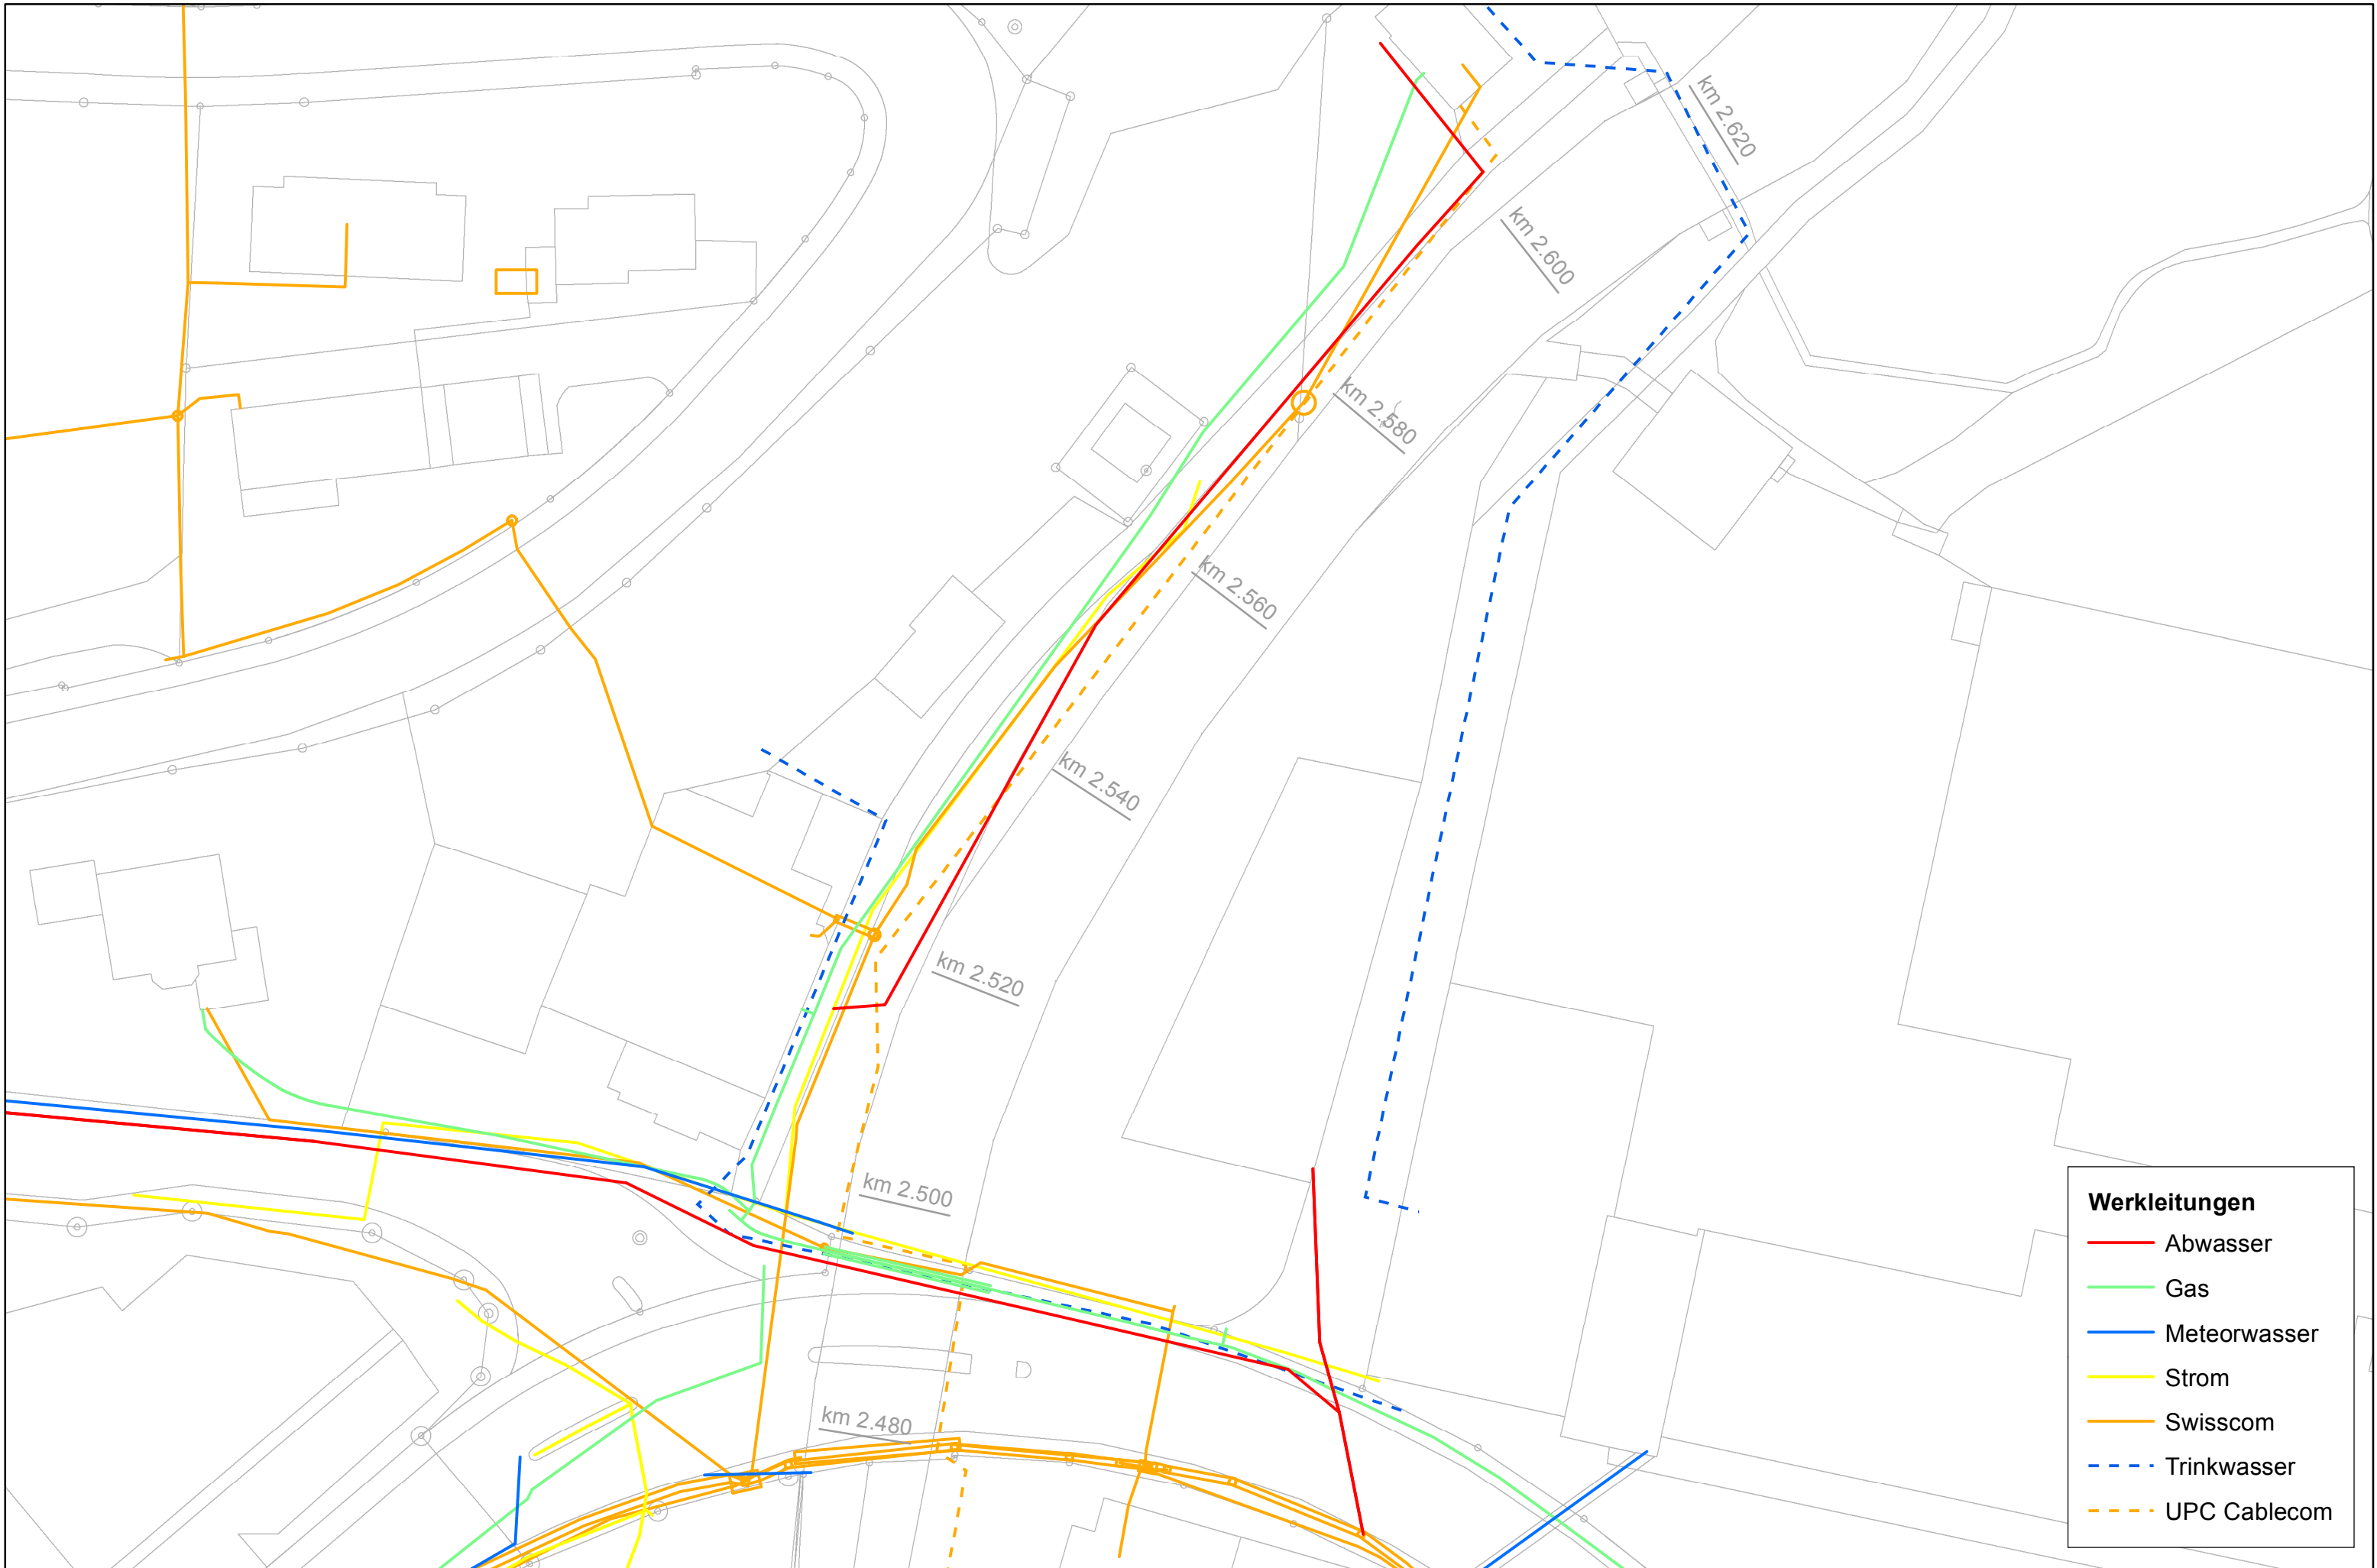 km 2.620
km 2.600
km 2.580
km 2.560
km 2.540
km 2.520
km 2.500
km 2.480
Werkleitungen
Abwasser
Gas
Meteorwasser
Strom
Swisscom
Trinkwasser
UPC Cablecom